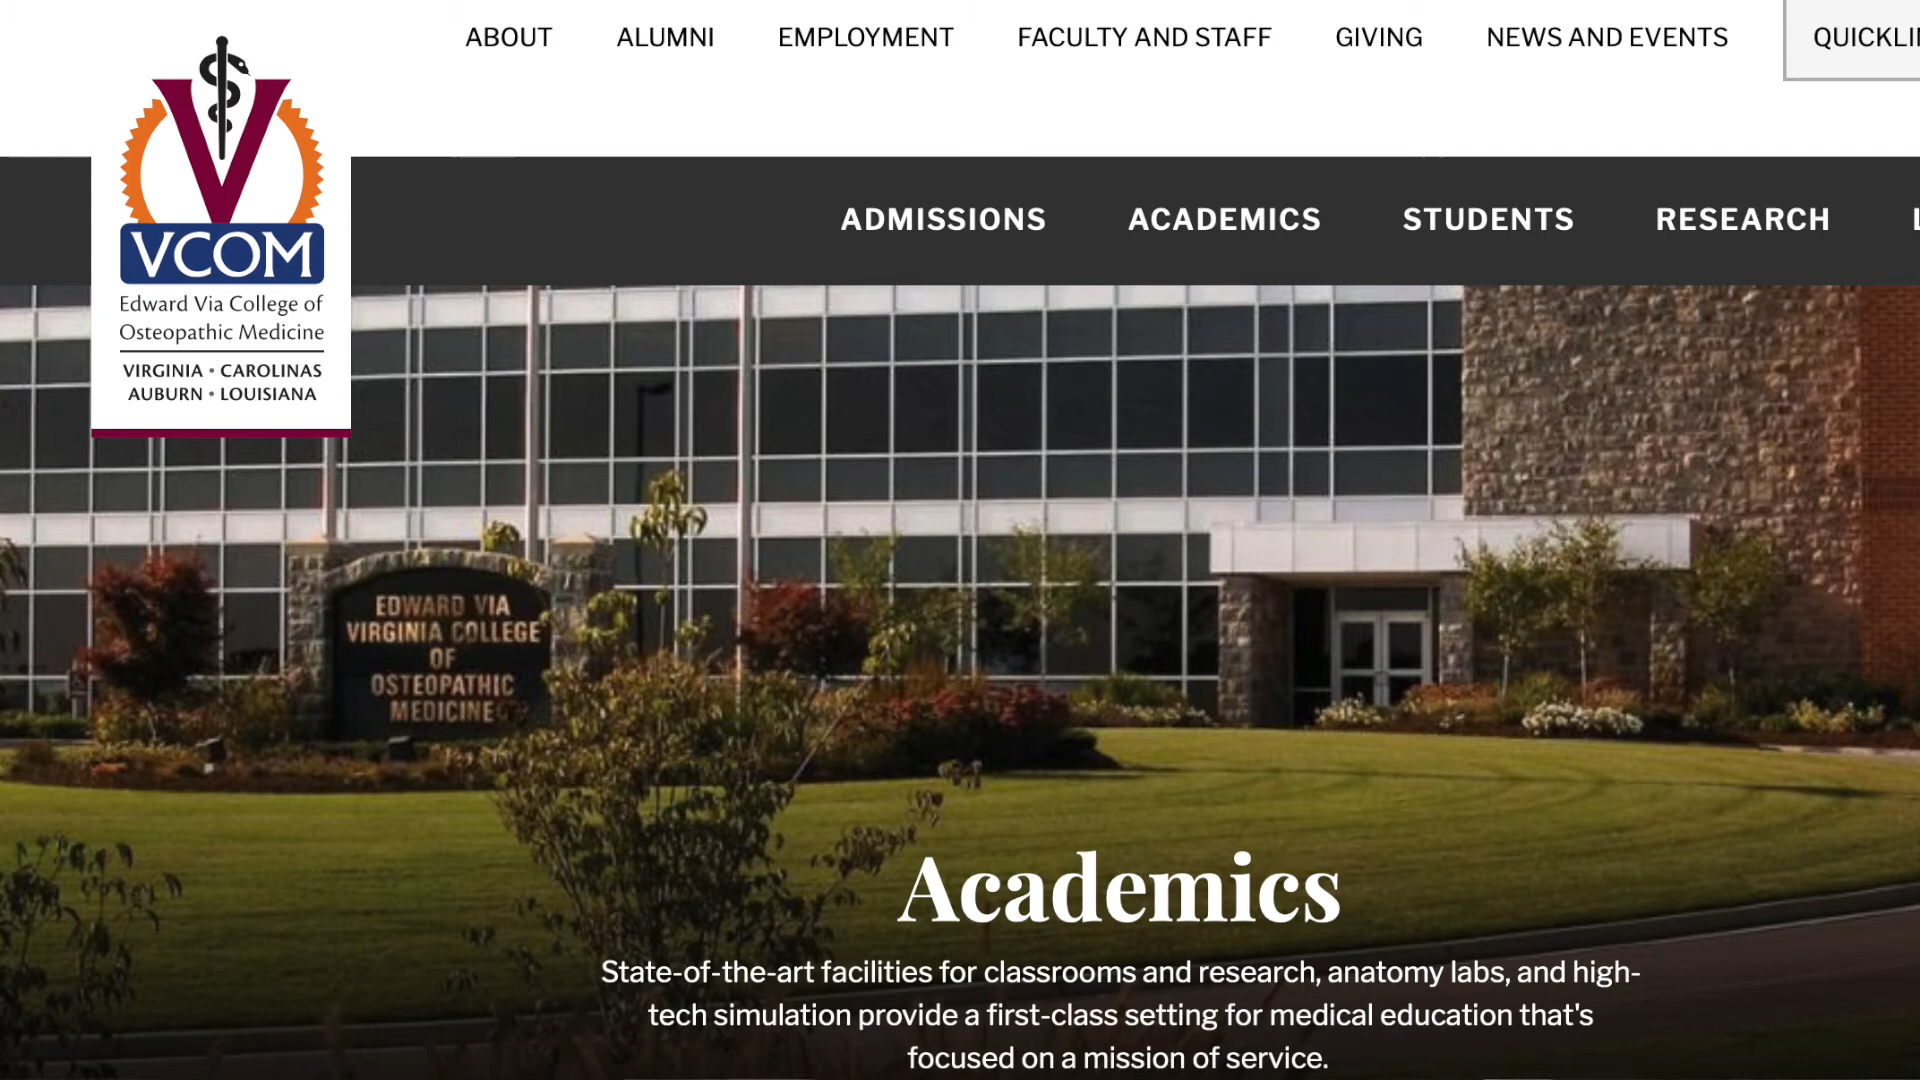 ABOUT ALUMNI EMPLOYMENT FACULTY AND STAFF GIVING NEWS AND EVENTS
ADMISSIONS ACADEMICS STUDENTS RESEARCH
VCOM
Edward Via College of
Osteopathic Medicine
VIRGINIA • CAROLINAS
AUBURN • LOUISIANA
EDWARD VIA
VIRGINIA COLLEGE
OF
OSTEOPATHIC
MEDICINE
Academics
State-of-the-art facilities for classrooms and research, anatomy labs, and high-
tech simulation provide a first-class setting for medical education that's
focused on a mission of service.